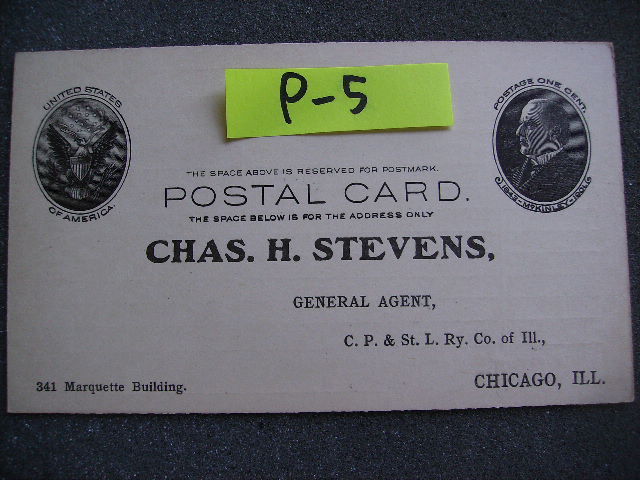 P-5
UNITED STATES
OF AMERICA.
POSTAGE ONE CENT.
1843-McKINLEY-1901.
THE SPACE ABOVE IS RESERVED FOR POSTMARK.
POSTAL CARD.
THE SPACE BELOW IS FOR THE ADDRESS ONLY
CHAS. H. STEVENS,
GENERAL AGENT,
C. P. & St. L. Ry. Co. of Ill.,
341 Marquette Building.
CHICAGO, ILL.